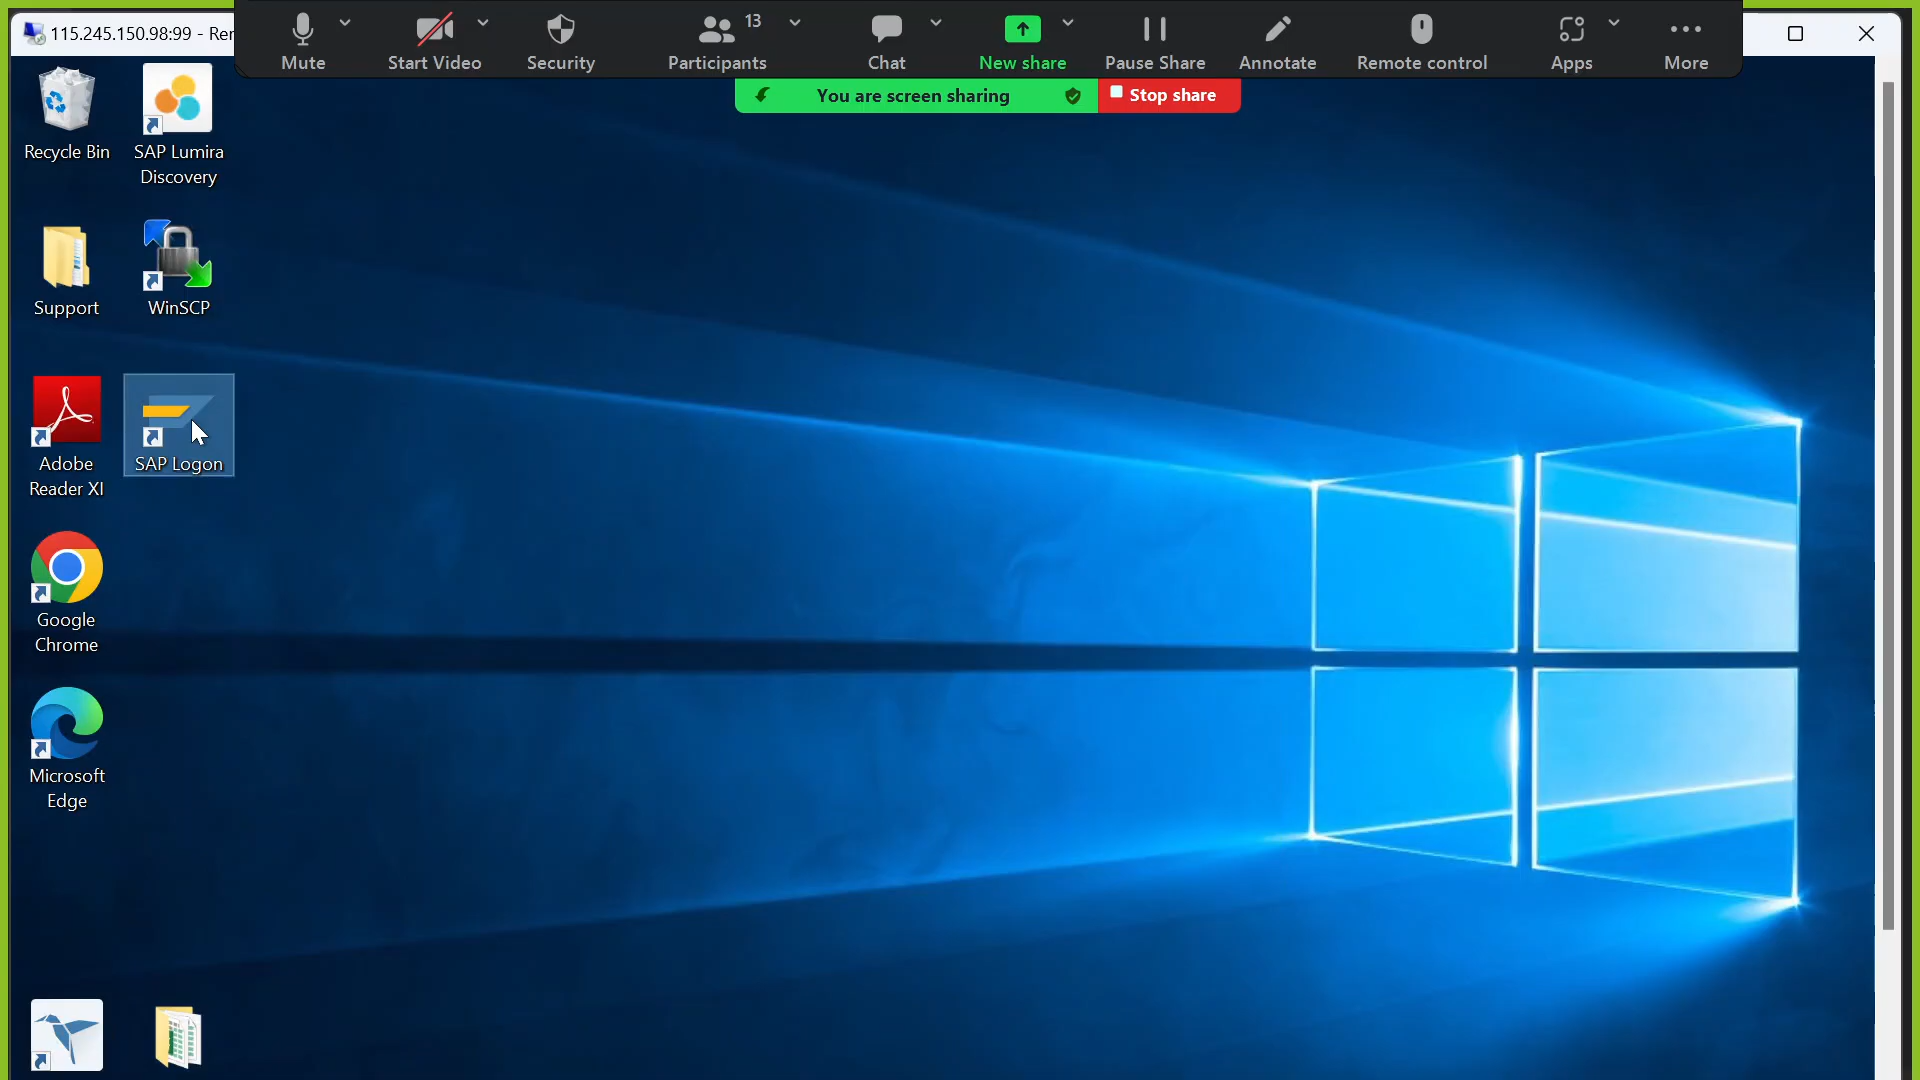 115.245.150.98:99 - Rer
Mute
Start Video
Security
13
Participants
Chat
New share
Pause Share
Annotate
Remote control
Apps
More
You are screen sharing
Stop share
Recycle Bin
SAP Lumira
Discovery
Support
WinSCP
Adobe
Reader XI
SAP Logon
Google
Chrome
Microsoft
Edge